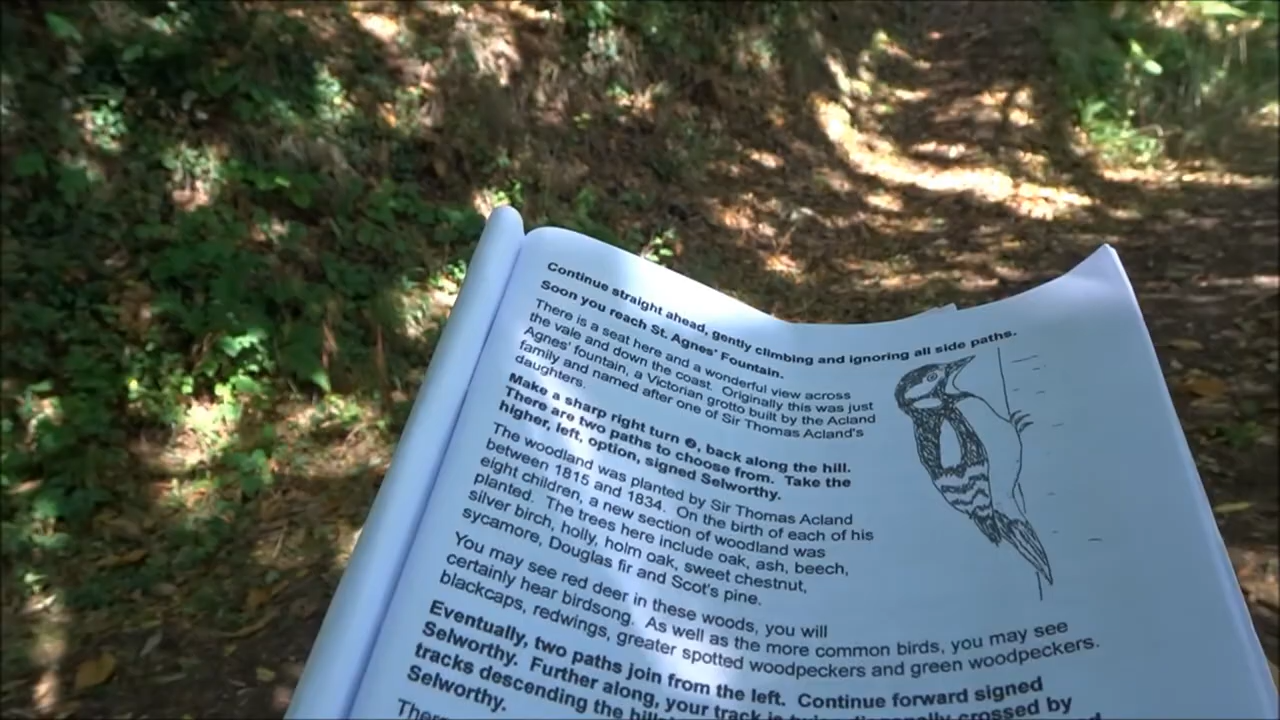 Continue straight ahead, gently climbing and ignoring all side paths.
Soon you reach St. Agnes' Fountain.
There is a seat here and a wonderful view across
the vale and down the coast. Originally this was just
Agnes' fountain, a Victorian grotto built by the Acland
family and named after one of Sir Thomas Acland's
daughters.
Make a sharp right turn ❷, back along the hill.
There are two paths to choose from. Take the
higher, left, option, signed Selworthy.
The woodland was planted by Sir Thomas Acland
between 1815 and 1834. On the birth of each of his
eight children, a new section of woodland was
planted. The trees here include oak, ash, beech,
silver birch, holly, holm oak, sweet chestnut,
sycamore, Douglas fir and Scot's pine.
You may see red deer in these woods, you will
certainly hear birdsong. As well as the more common birds, you may see
blackcaps, redwings, greater spotted woodpeckers and green woodpeckers.
Eventually, two paths join from the left. Continue forward signed
Selworthy. Further along, your track is twice diagonally crossed by
tracks descending the
Selworthy.